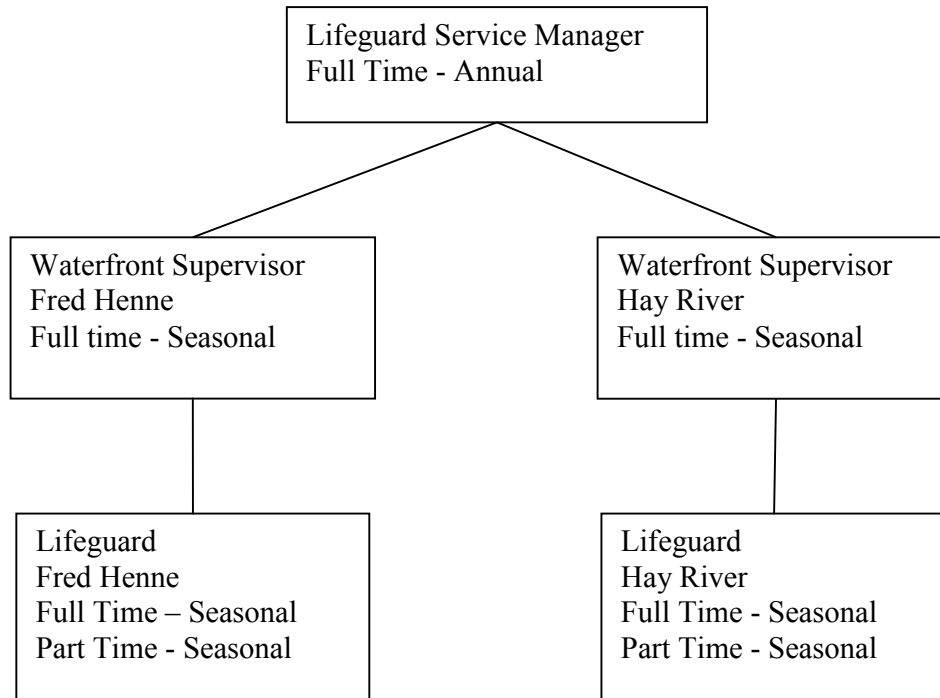 Lifeguard Service Manager
Full Time - Annual
Waterfront Supervisor
Fred Henne
Full time - Seasonal
Waterfront Supervisor
Hay River
Full time - Seasonal
Lifeguard
Fred Henne
Full Time – Seasonal
Part Time - Seasonal
Lifeguard
Hay River
Full Time - Seasonal
Part Time - Seasonal